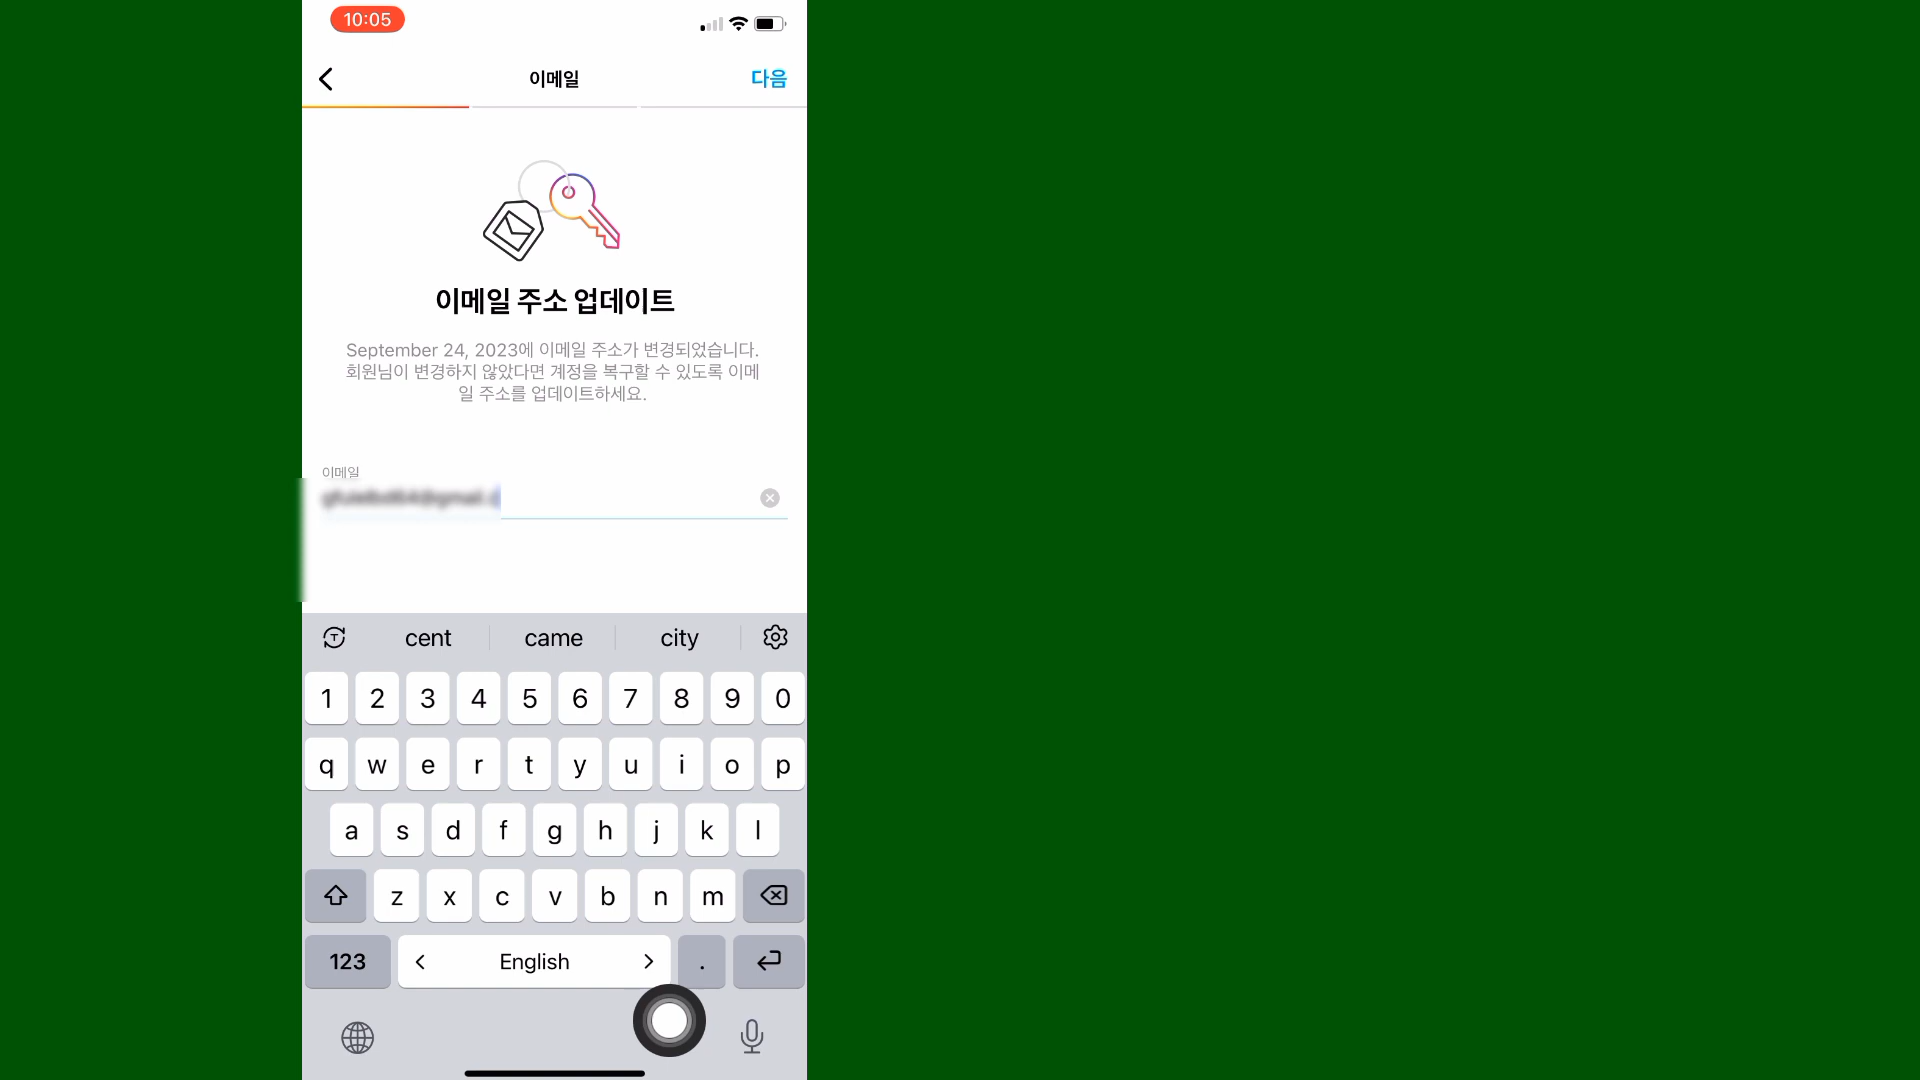 10:05
이메일
다음
이메일 주소 업데이트
September 24, 2023에 이메일 주소가 변경되었습니다.
회원님이 변경하지 않았다면 계정을 복구할 수 있도록 이메
일 주소를 업데이트하세요.
이메일
cent came city
1 2 3 4 5 6 7 8 9 0
q w e r t y u i o p
a s d f g h j k l
z x c v b n m
123 English .